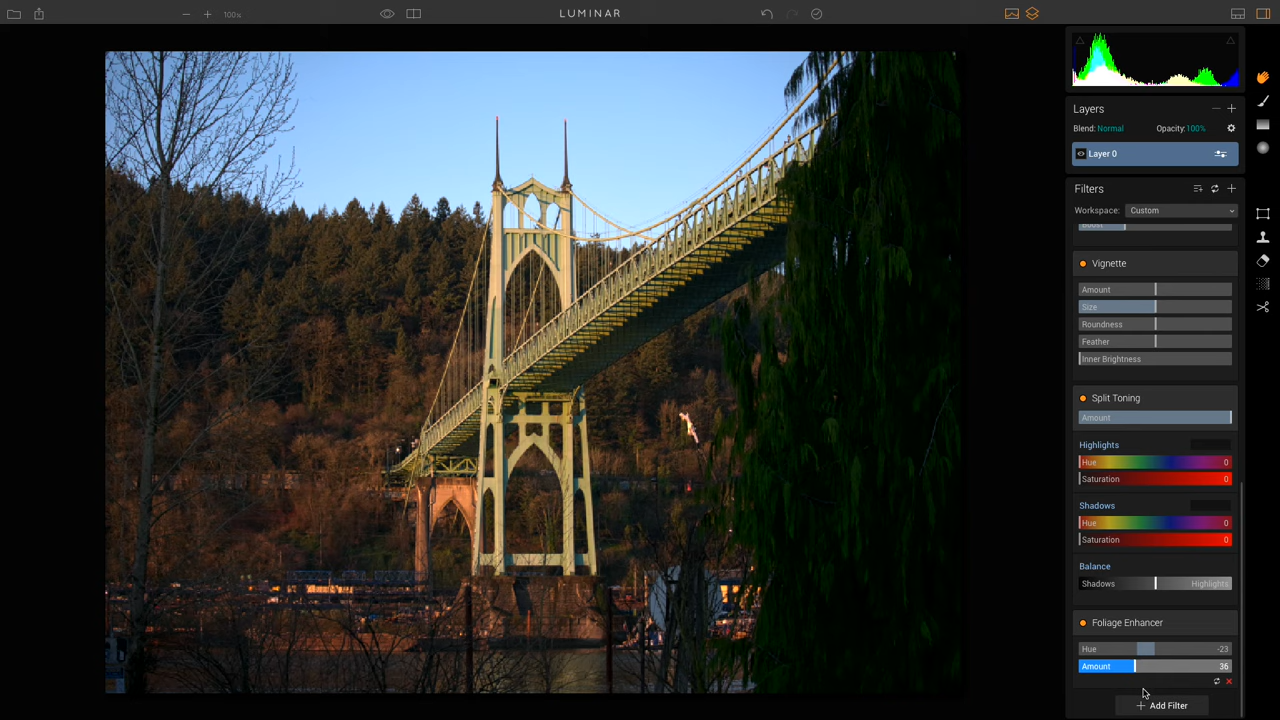 100%
LUMINAR
Layers
Blend: Normal Opacity: 100%
Layer 0
Filters
Workspace: Custom
Boost
Vignette
Amount
Size
Roundness
Feather
Inner Brightness
Split Toning
Amount
Highlights
Hue 0
Saturation 0
Shadows
Hue 0
Saturation 0
Balance
Shadows Highlights
Foliage Enhancer
Hue -23
Amount 36
Add Filter